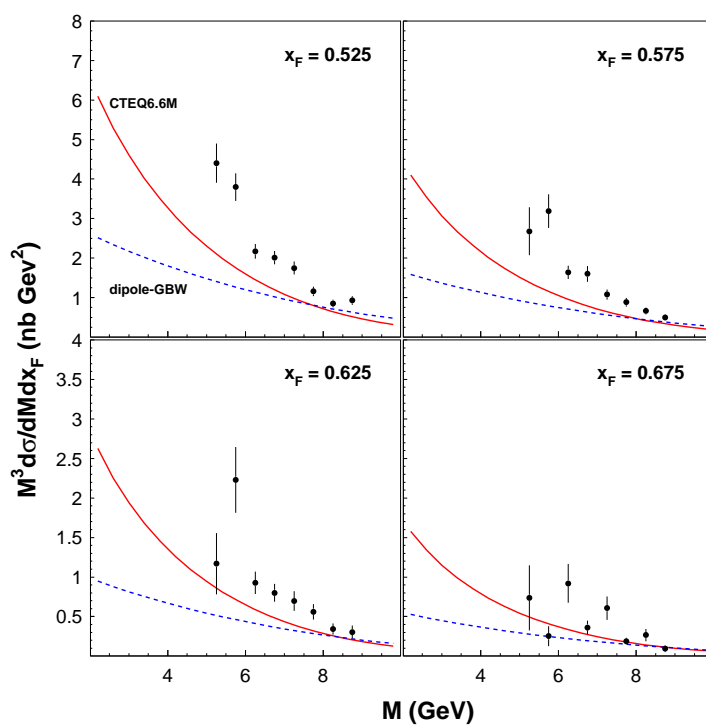 8
7
6
5
4
3
2
1
x_F = 0.525
CTEQ6.6M
dipole-GBW
x_F = 0.575
M^3 dσ/dMdx_F (nb Gev^2)
4
3.5
3
2.5
2
1.5
1
0.5
x_F = 0.625
x_F = 0.675
4 6 8
4 6 8
M (GeV)